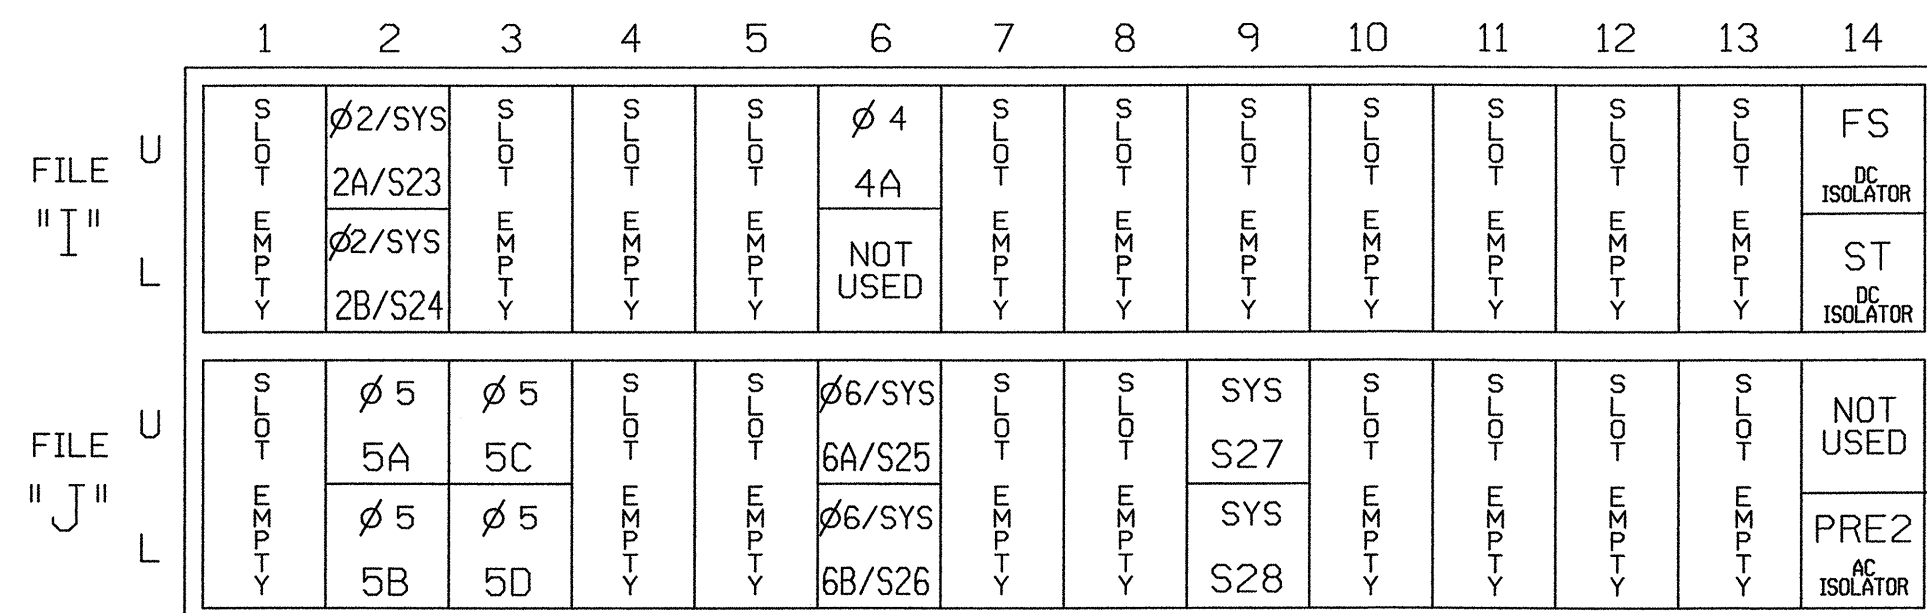 1 2 3 4 5 6 7 8 9 10 11 12 13 14
FILE "I"
U
L
SLOT EMPTY
Ø2/SYS
2A/S23
Ø2/SYS
2B/S24
SLOT EMPTY
SLOT EMPTY
SLOT EMPTY
Ø 4
4A
NOT
USED
SLOT EMPTY
SLOT EMPTY
SLOT EMPTY
SLOT EMPTY
SLOT EMPTY
SLOT EMPTY
SLOT EMPTY
FS
DC
ISOLATOR
ST
DC
ISOLATOR
FILE "J"
U
L
SLOT EMPTY
Ø 5
5A
Ø 5
5B
Ø 5
5C
Ø 5
5D
SLOT EMPTY
SLOT EMPTY
Ø6/SYS
6A/S25
Ø6/SYS
6B/S26
SLOT EMPTY
SLOT EMPTY
SYS
S27
SYS
S28
SLOT EMPTY
SLOT EMPTY
SLOT EMPTY
SLOT EMPTY
NOT
USED
PRE2
AC
ISOLATOR